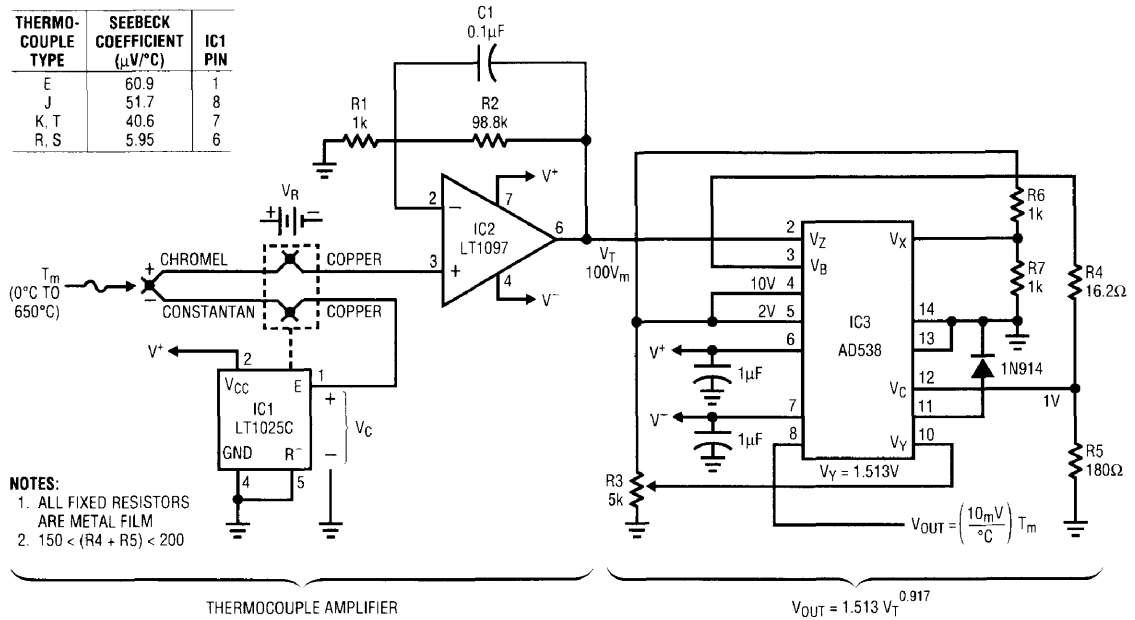 THERMO-COUPLE TYPE SEEBECK COEFFICIENT (µV/°C) IC1 PIN
E 60.9 1
J 51.7 8
K, T 40.6 7
R, S 5.95 6
C1
0.1µF
R1
1k
R2
98.8k
VR
+ −
2
−
7
V+
IC2
LT1097
6
3
+
4
V−
VT
100Vm
Tm
(0°C TO
650°C)
+
−
CHROMEL
COPPER
CONSTANTAN
COPPER
V+
2
VCC
E
1
IC1
LT1025C
GND
R−
4
5
+
VC
−
2
VZ
VX
3
VB
10V
4
2V
5
14
IC3
AD538
V+
6
13
1µF
VC
12
1V
V−
7
11
1µF
8
VY
10
VY = 1.513V
R6
1k
R7
1k
R4
16.2Ω
1N914
R5
180Ω
R3
5k
VOUT = (10mV/°C) Tm
NOTES:
1. ALL FIXED RESISTORS
ARE METAL FILM
2. 150 < (R4 + R5) < 200
THERMOCOUPLE AMPLIFIER
VOUT = 1.513 VT^0.917